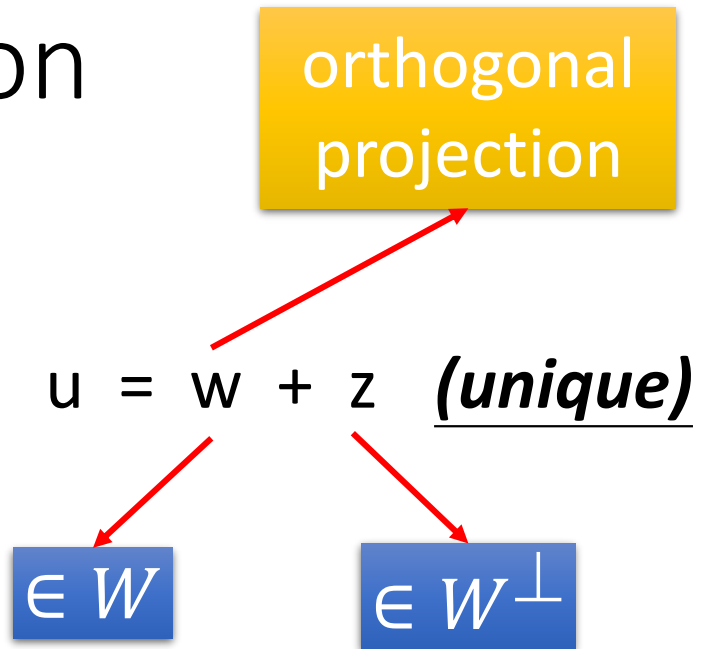 on
orthogonal
projection
u = w + z (unique)
∈ W
∈ W⊥